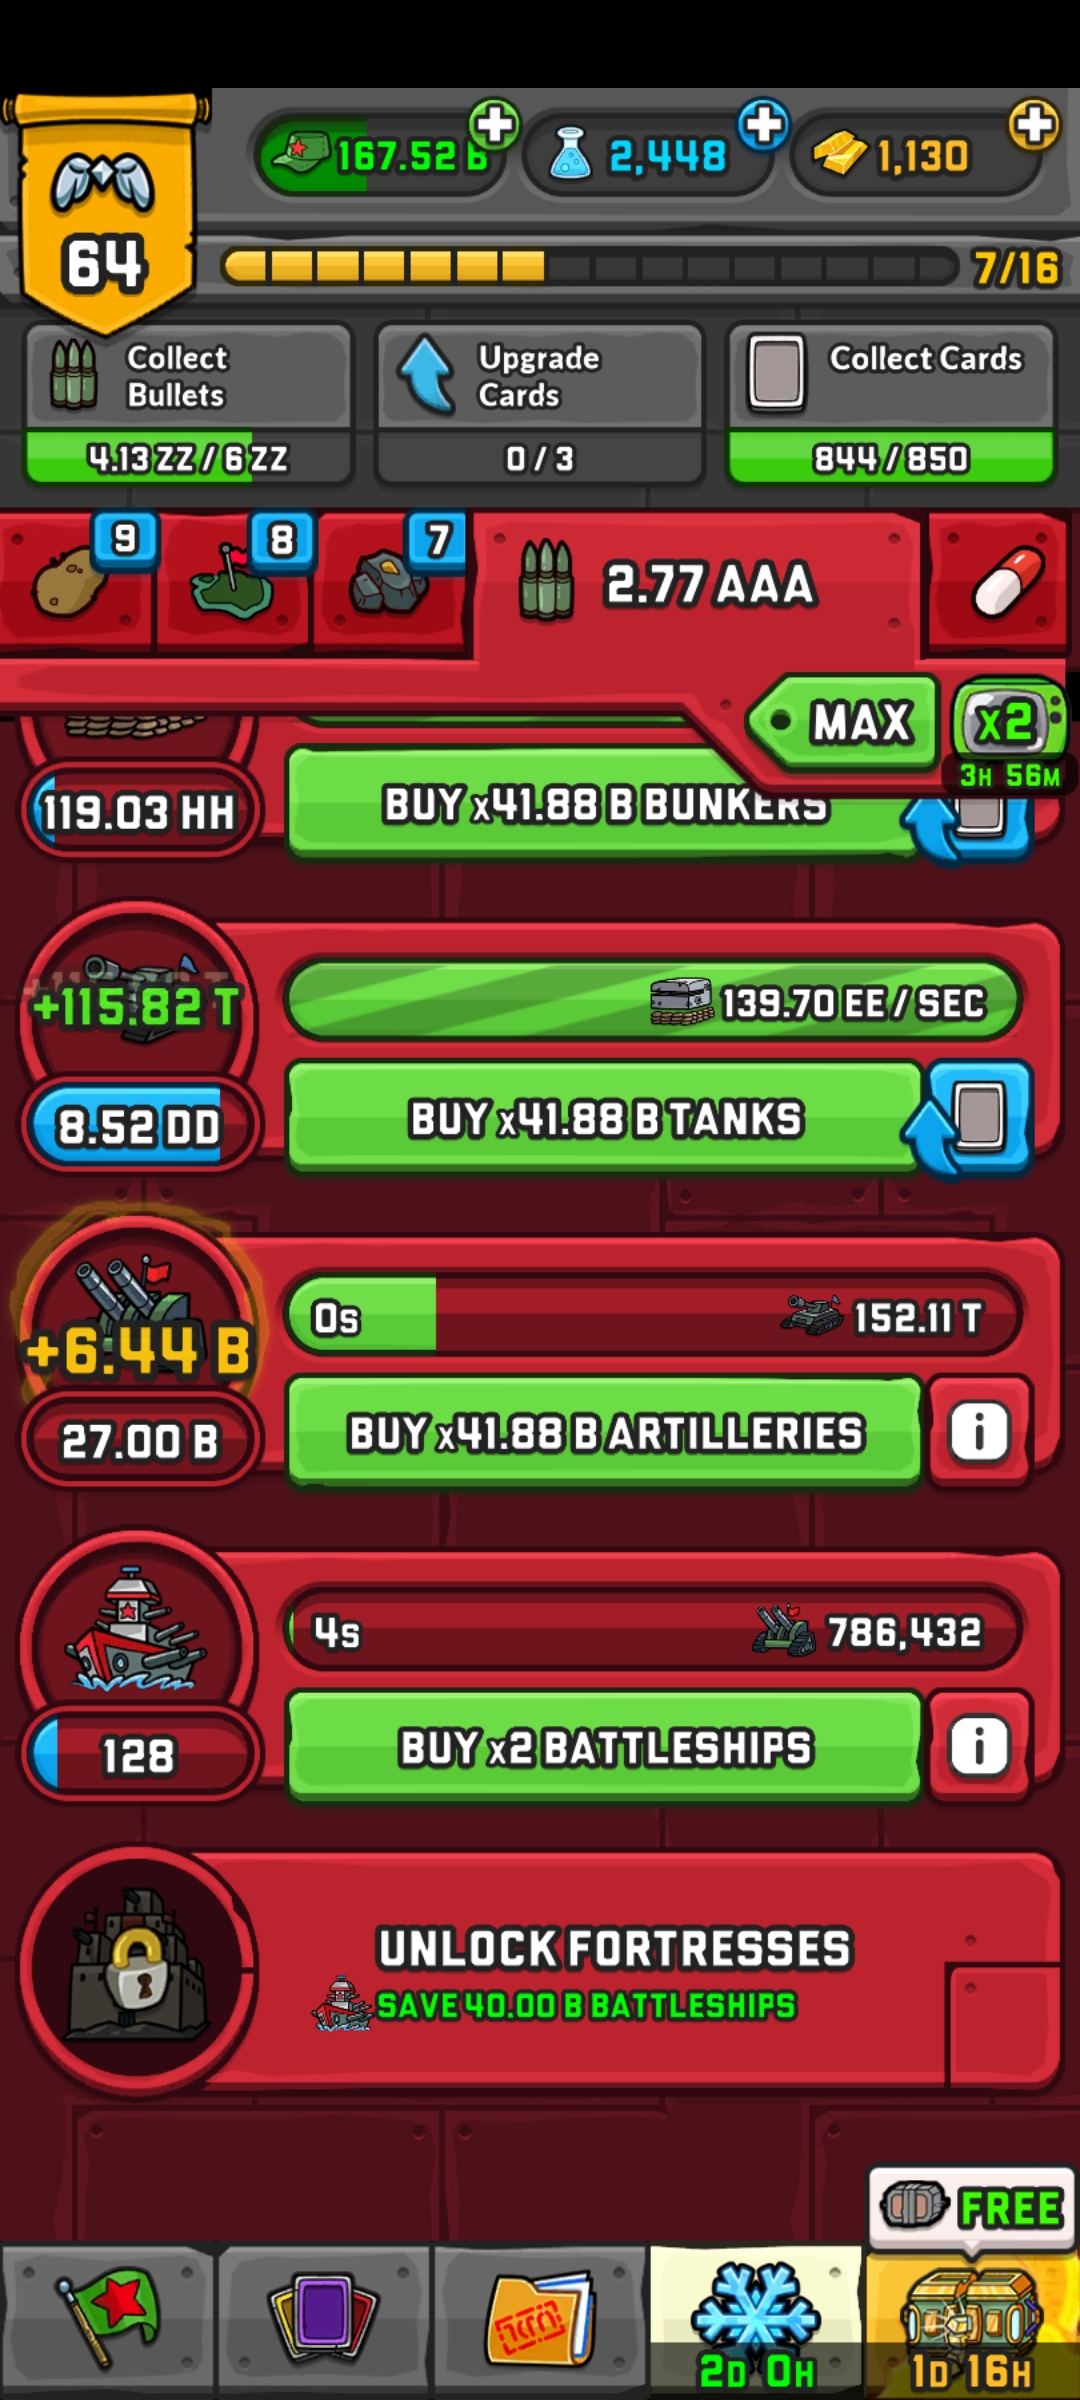 167.52 B
2,448
1,130
64
7/16
Collect
Bullets
Upgrade
Cards
Collect Cards
4.13 ZZ / 6 ZZ
0 / 3
844 / 850
9
8
7
2.77 AAA
MAX
x2
3H 56M
119.03 HH
BUY x41.88 B BUNKERS
+115.82 T
139.70 EE / SEC
8.52 DD
BUY x41.88 B TANKS
0s
152.11 T
+6.44 B
27.00 B
BUY x41.88 B ARTILLERIES
i
4s
786,432
128
BUY x2 BATTLESHIPS
i
UNLOCK FORTRESSES
SAVE 40.00 B BATTLESHIPS
FREE
2D 0H
1D 16H